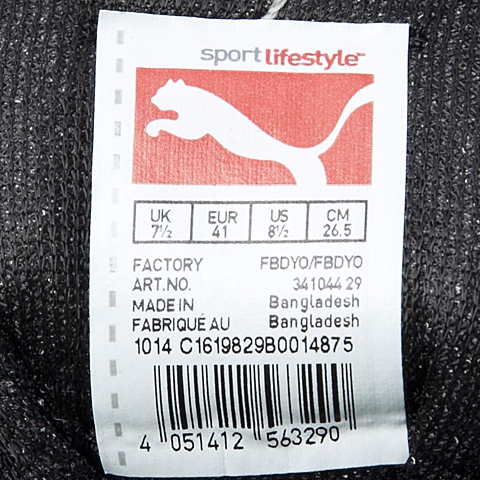 sport lifestyle™
UK EUR US CM
7½ 41 8½ 26.5
FACTORY FBDYO/FBDYO
ART.NO. 341044 29
MADE IN Bangladesh
FABRIQUÉ AU Bangladesh
1014 C1619829B0014875
4 051412 563290